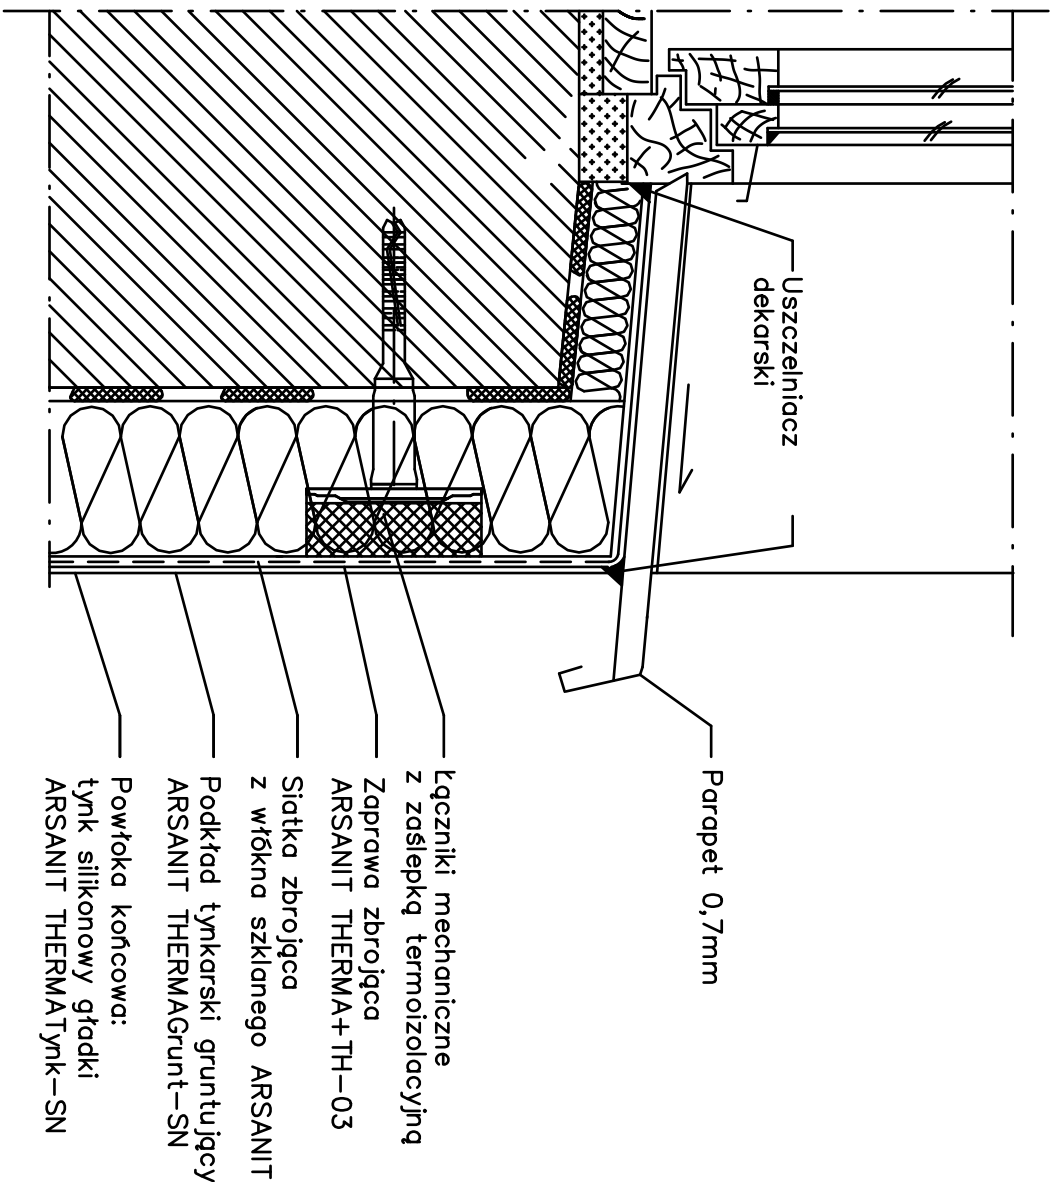 Uszczelniacz
dekarski
Parapet 0,7mm
Łączniki mechaniczne
z zaślepką termoizolacyjną
Zaprawa zbrojąca
ARSANIT THERMA+TH-03
Siatka zbrojąca
z włókna szklanego ARSANIT
Podkład tynkarski gruntujący
ARSANIT THERMAGrunt-SN
Powłoka końcowa:
tynk silikonowy gładki
ARSANIT THERMATynk-SN